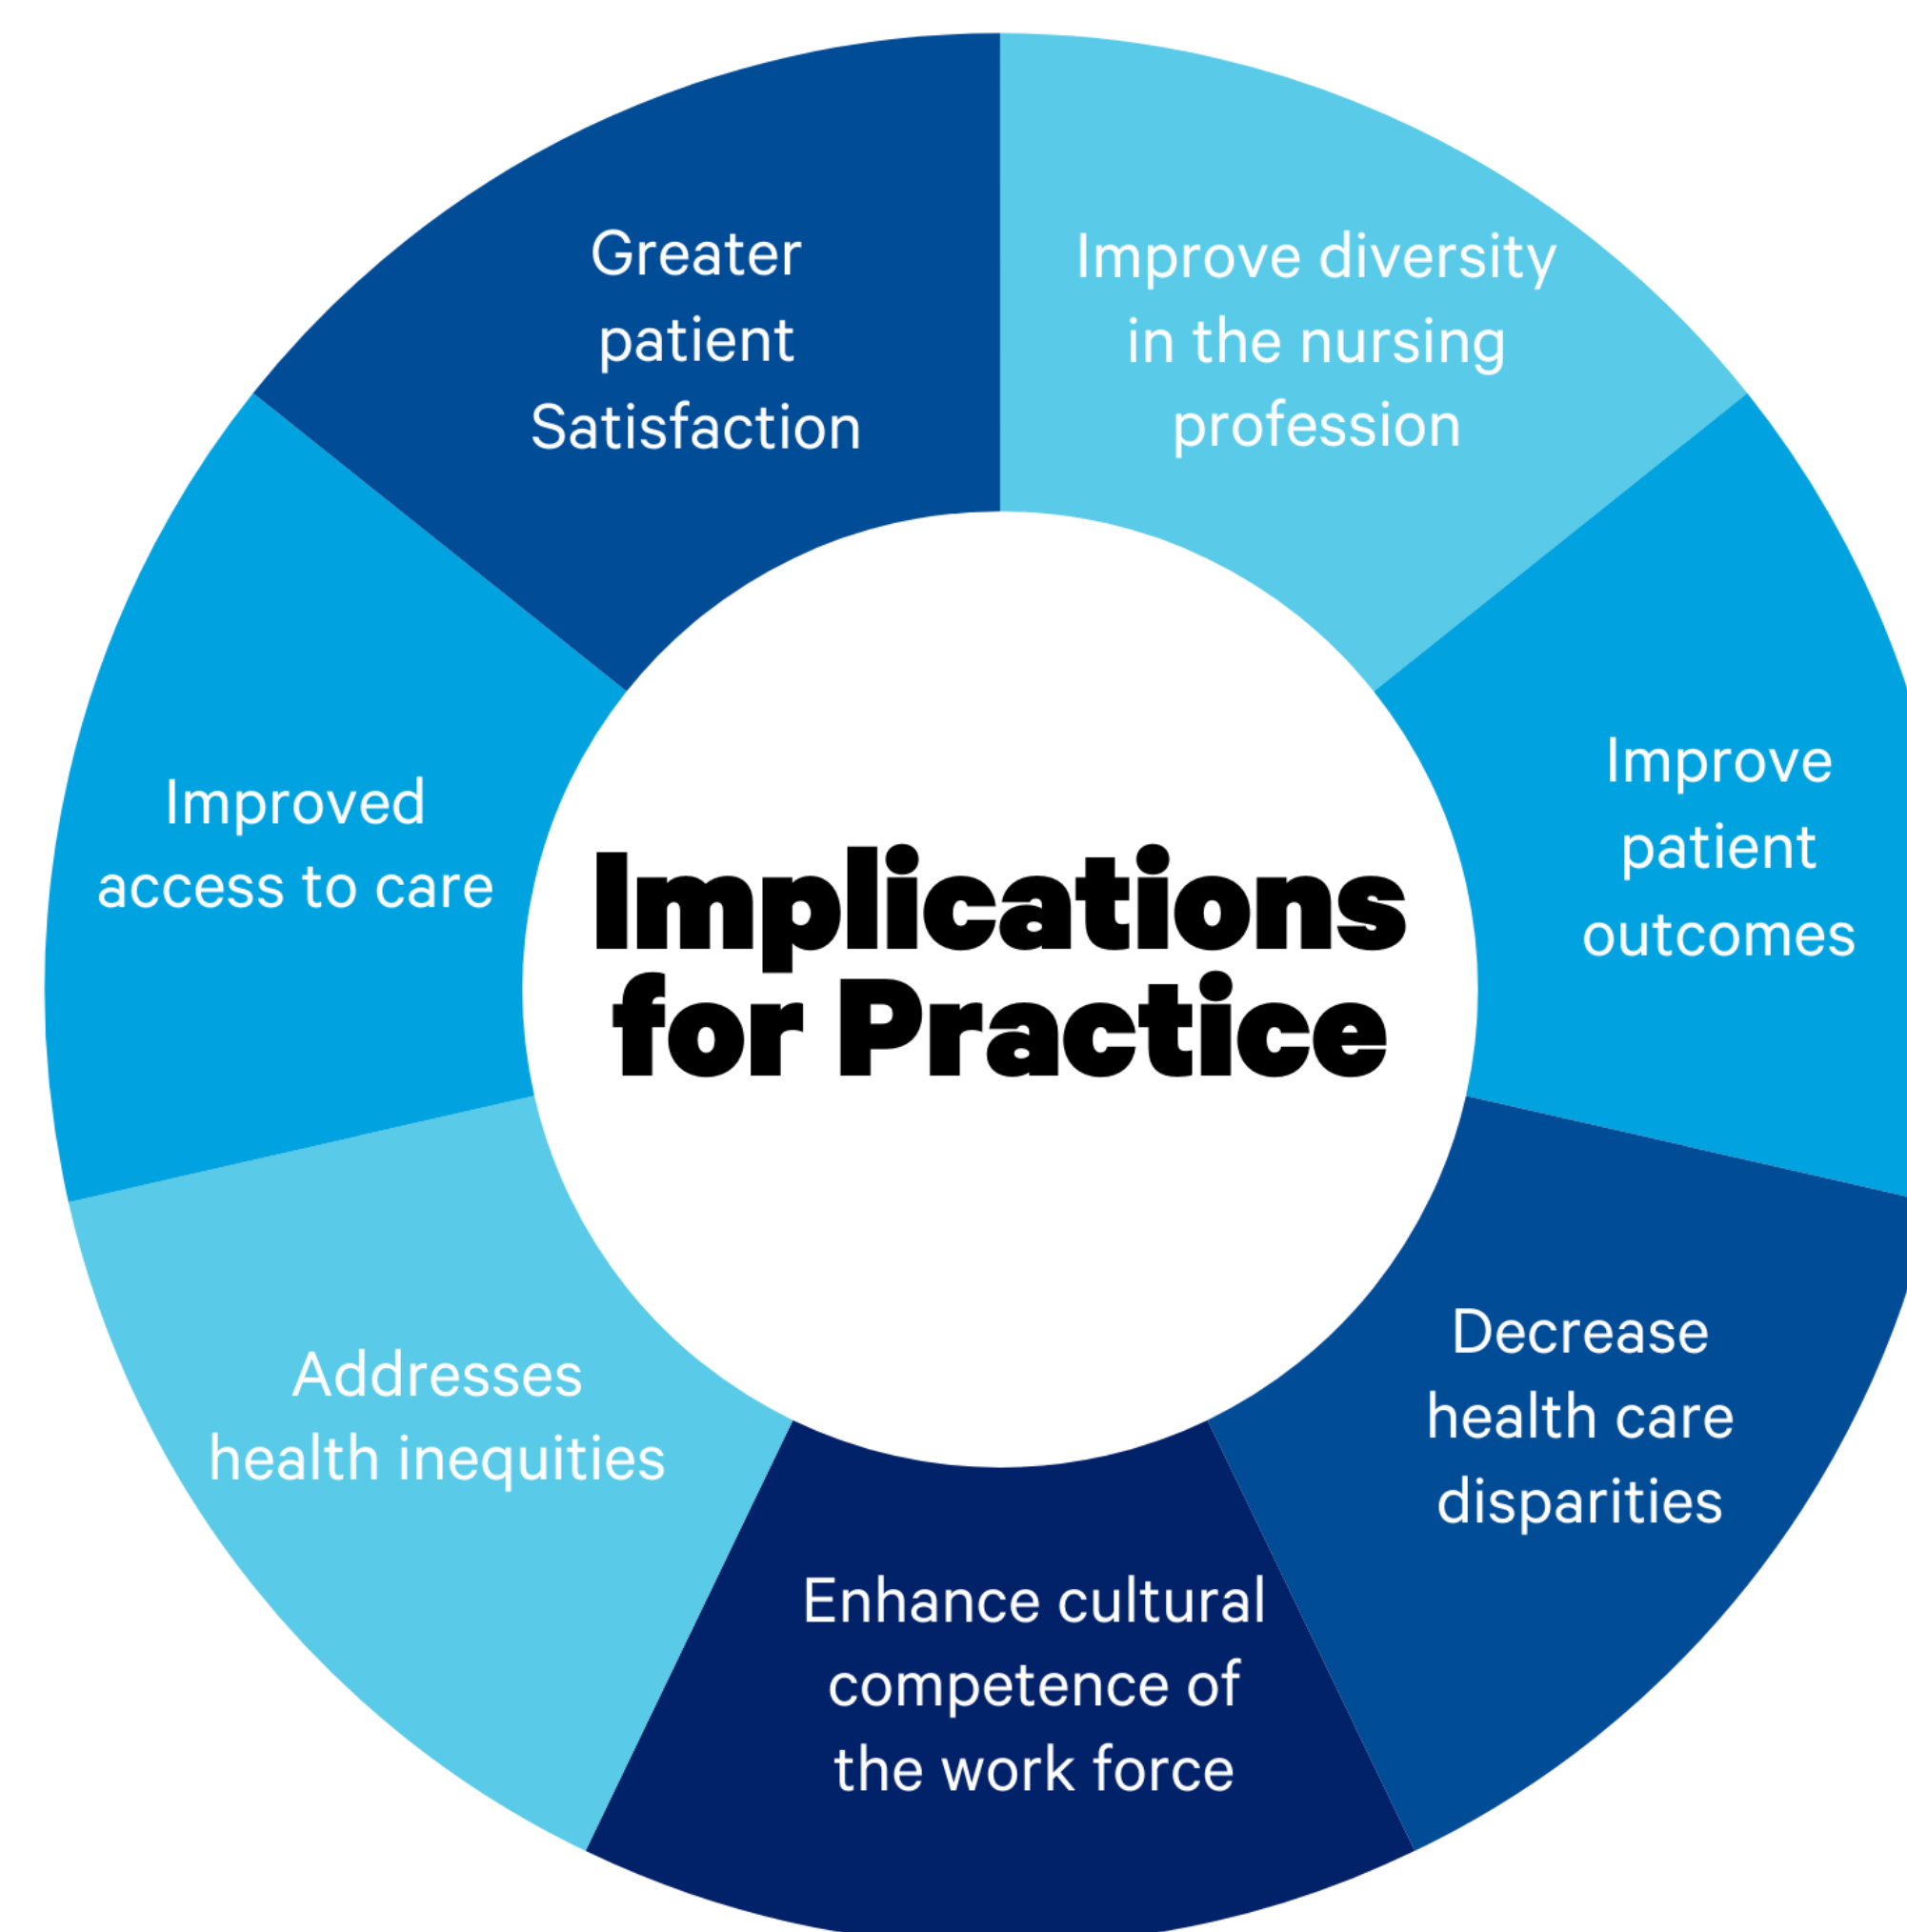 Implications
for Practice
Improve diversity
in the nursing
profession
Improve
patient
outcomes
Decrease
health care
disparities
Enhance cultural
competence of
the work force
Addresses
health inequities
Improved
access to care
Greater
patient
Satisfaction